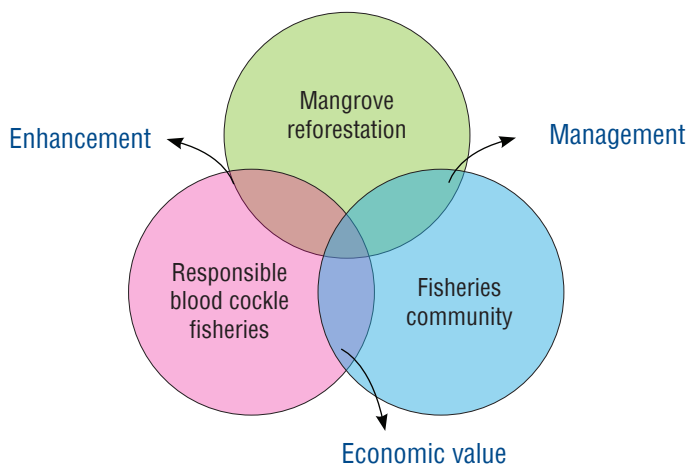 Mangrove
reforestation
Enhancement
Management
Responsible
blood cockle
fisheries
Fisheries
community
Economic value